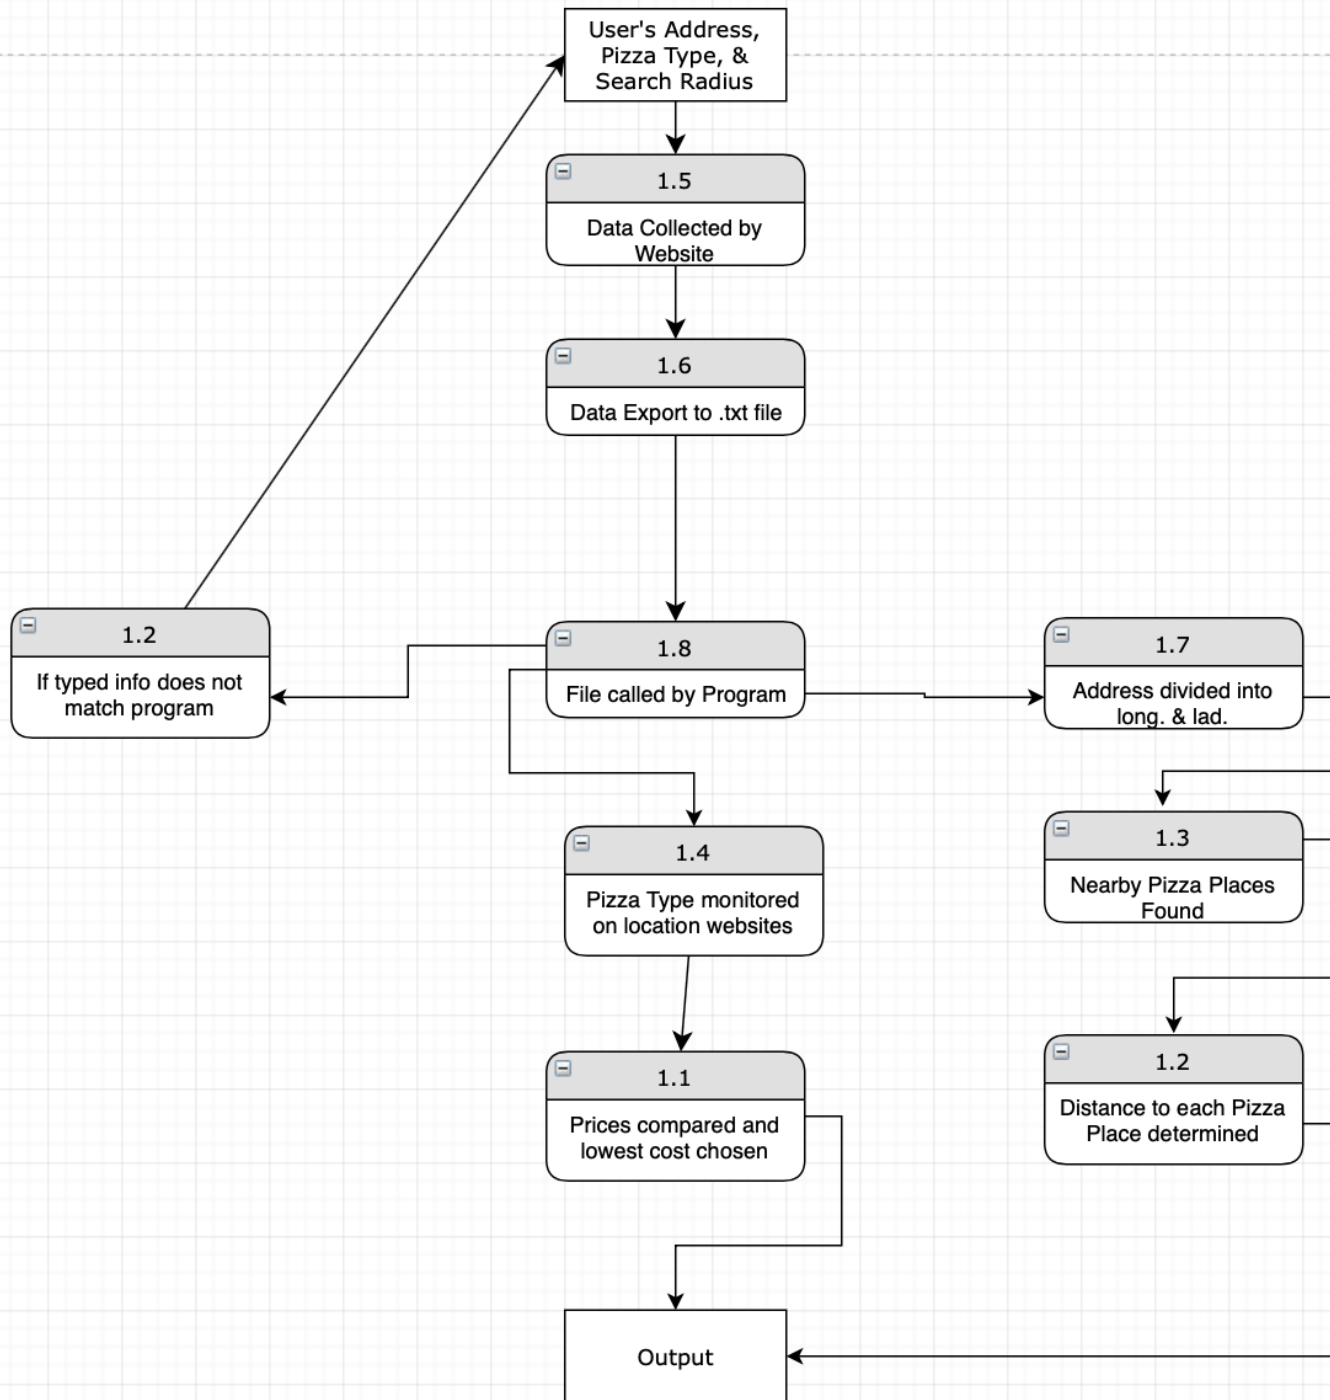 User's Address,
Pizza Type, &
Search Radius
1.5
Data Collected by
Website
1.6
Data Export to .txt file
1.2
If typed info does not
match program
1.8
File called by Program
1.7
Address divided into
long. & lad.
1.4
Pizza Type monitored
on location websites
1.3
Nearby Pizza Places
Found
1.1
Prices compared and
lowest cost chosen
1.2
Distance to each Pizza
Place determined
Output